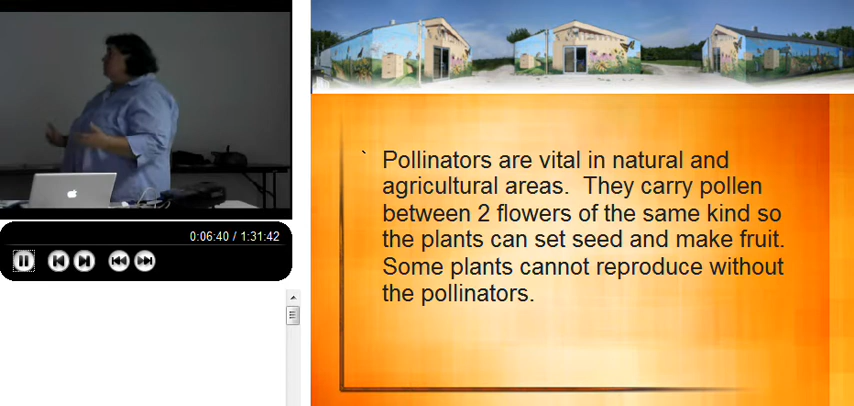 0:06:40 / 1:31:42
` Pollinators are vital in natural and
agricultural areas.  They carry pollen
between 2 flowers of the same kind so
the plants can set seed and make fruit.
Some plants cannot reproduce without
the pollinators.